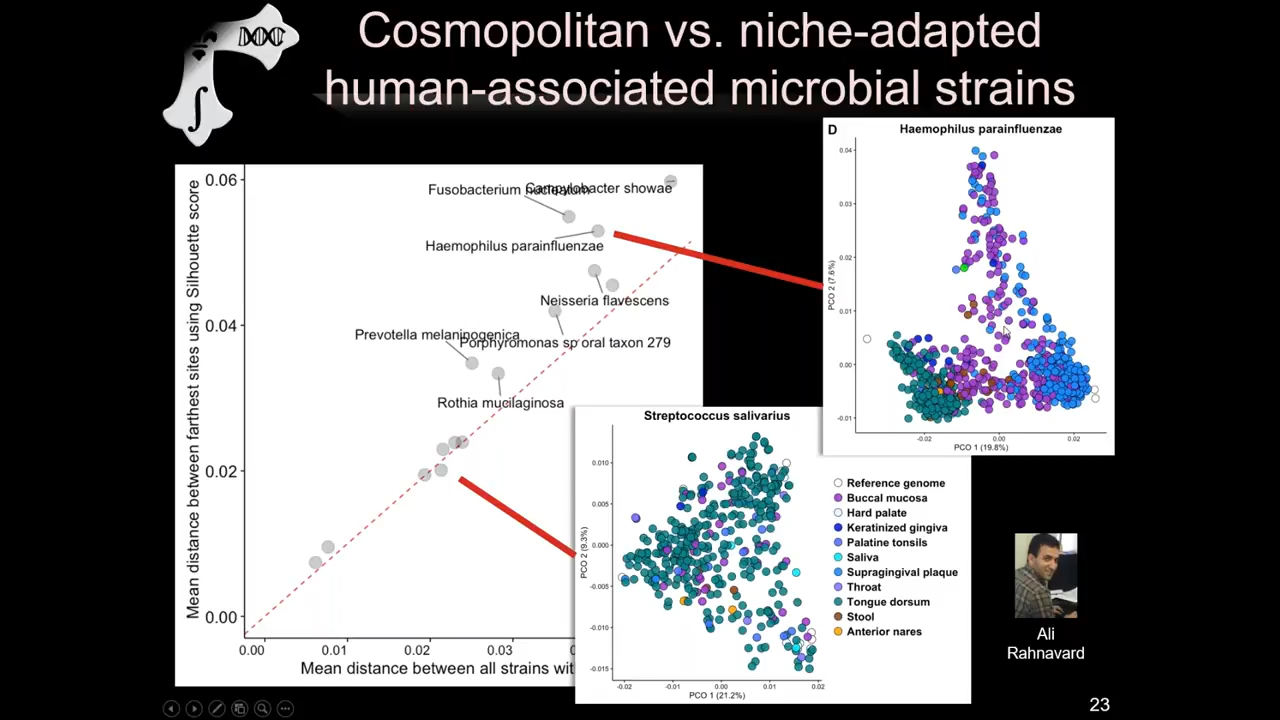 Cosmopolitan vs. niche-adapted
human-associated microbial strains
Mean distance between farthest sites using Silhouette score
0.06
0.04
0.02
0.00
Fusobacterium nucleatum
Campylobacter showae
Haemophilus parainfluenzae
Neisseria flavescens
Porphyromonas sp oral taxon 279
Prevotella melaninogenica
Rothia mucilaginosa
0.00
0.01
0.02
0.03
0
Mean distance between all strains wit
D
Haemophilus parainfluenzae
PCO 2 (7.6%)
0.04
0.03
0.02
0.01
0.00
-0.01
-0.02
0.00
0.02
PCO 1 (19.8%)
Streptococcus salivarius
PCO 2 (9.3%)
0.010
0.005
0.000
-0.005
-0.010
-0.015
-0.02
-0.01
0.00
0.01
0.02
PCO 1 (21.2%)
Reference genome
Buccal mucosa
Hard palate
Keratinized gingiva
Palatine tonsils
Saliva
Supragingival plaque
Throat
Tongue dorsum
Stool
Anterior nares
Ali
Rahnavard
23